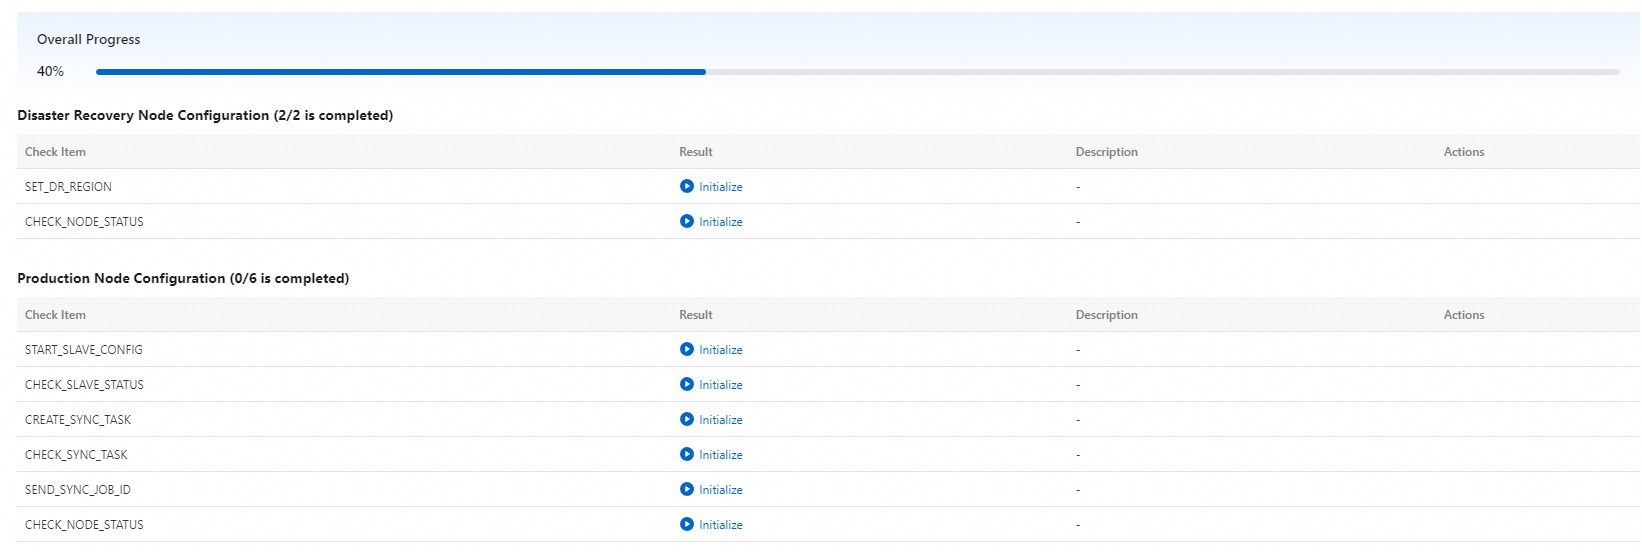 Overall Progress
40%
Disaster Recovery Node Configuration (2/2 is completed)
Check Item Result Description Actions
SET_DR_REGION Initialize -
CHECK_NODE_STATUS Initialize -
Production Node Configuration (0/6 is completed)
Check Item Result Description Actions
START_SLAVE_CONFIG Initialize -
CHECK_SLAVE_STATUS Initialize -
CREATE_SYNC_TASK Initialize -
CHECK_SYNC_TASK Initialize -
SEND_SYNC_JOB_ID Initialize -
CHECK_NODE_STATUS Initialize -